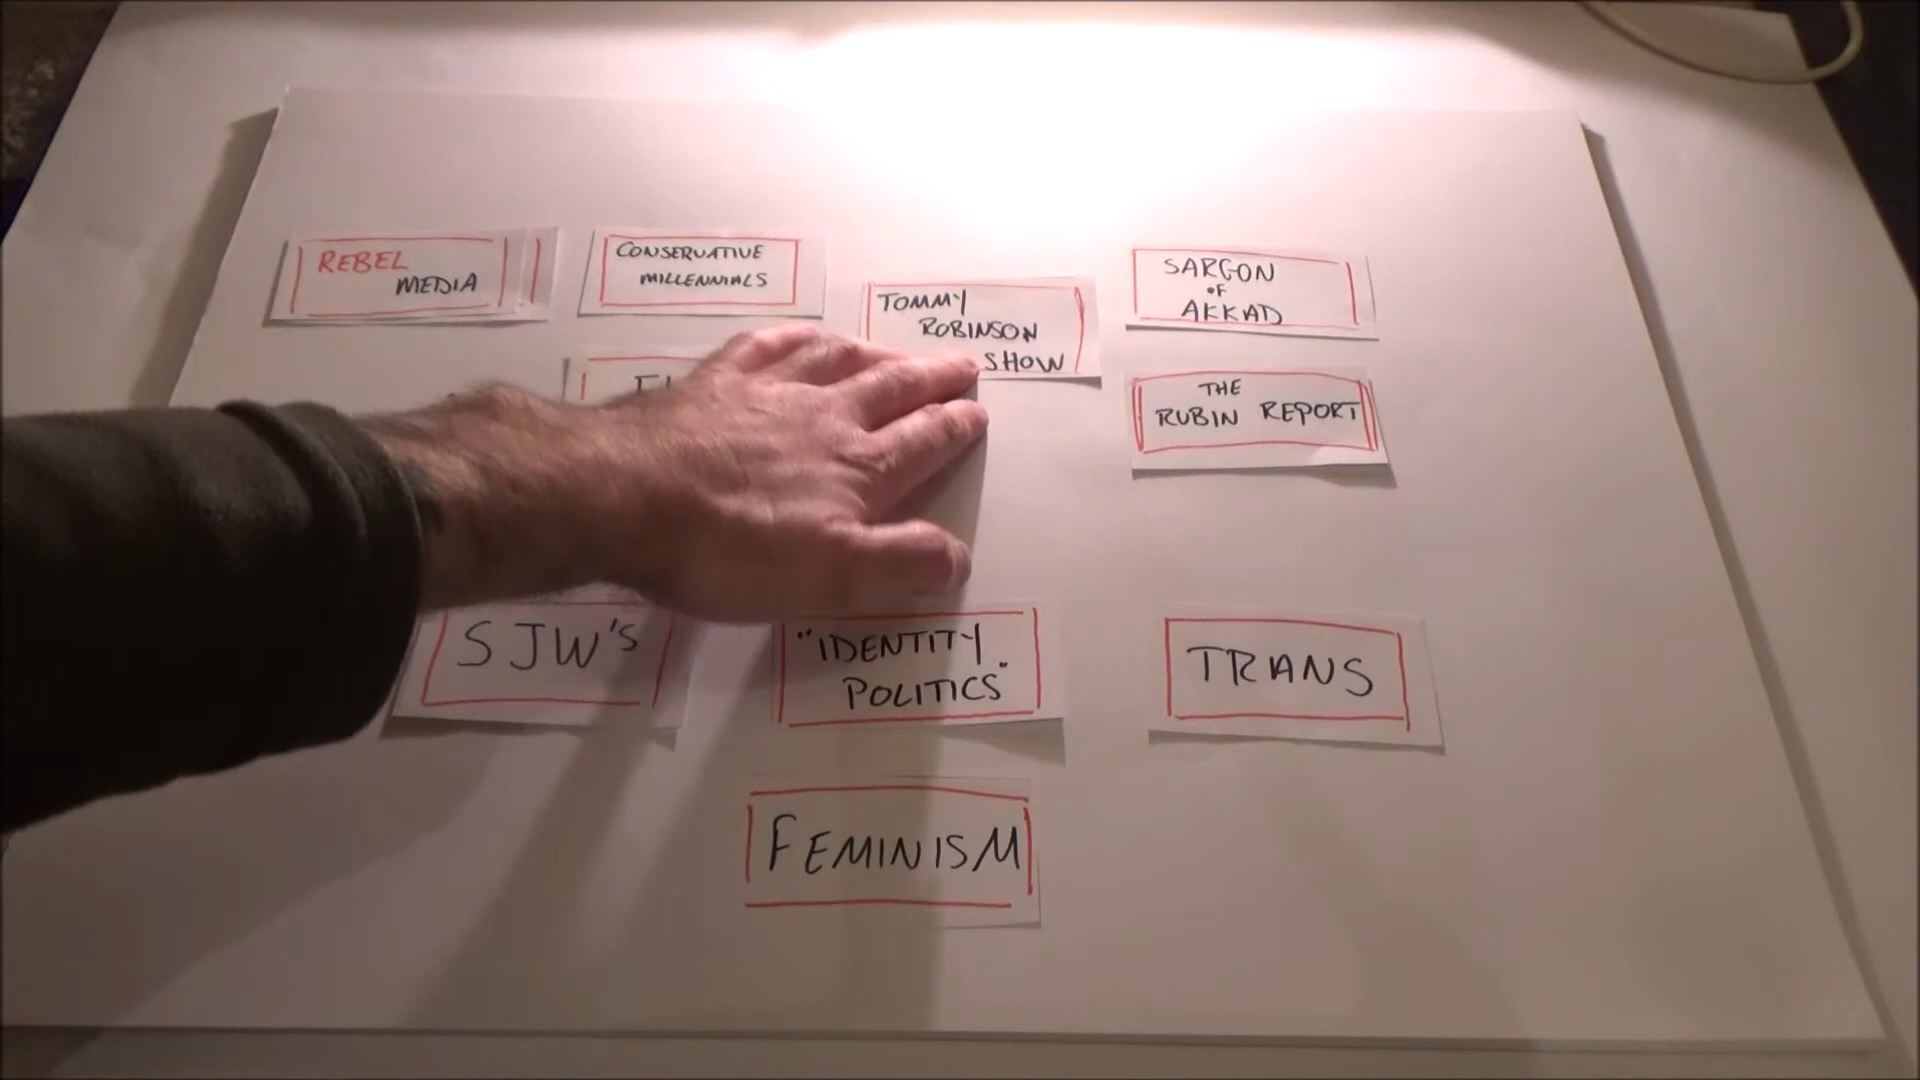 REBEL
MEDIA
CONSERVATIVE
MILLENNIALS
TOMMY
ROBINSON
SHOW
SARGON
OF
AKKAD
THE
RUBIN REPORT
SJW's
"IDENTITY
POLITICS"
TRANS
FEMINISM